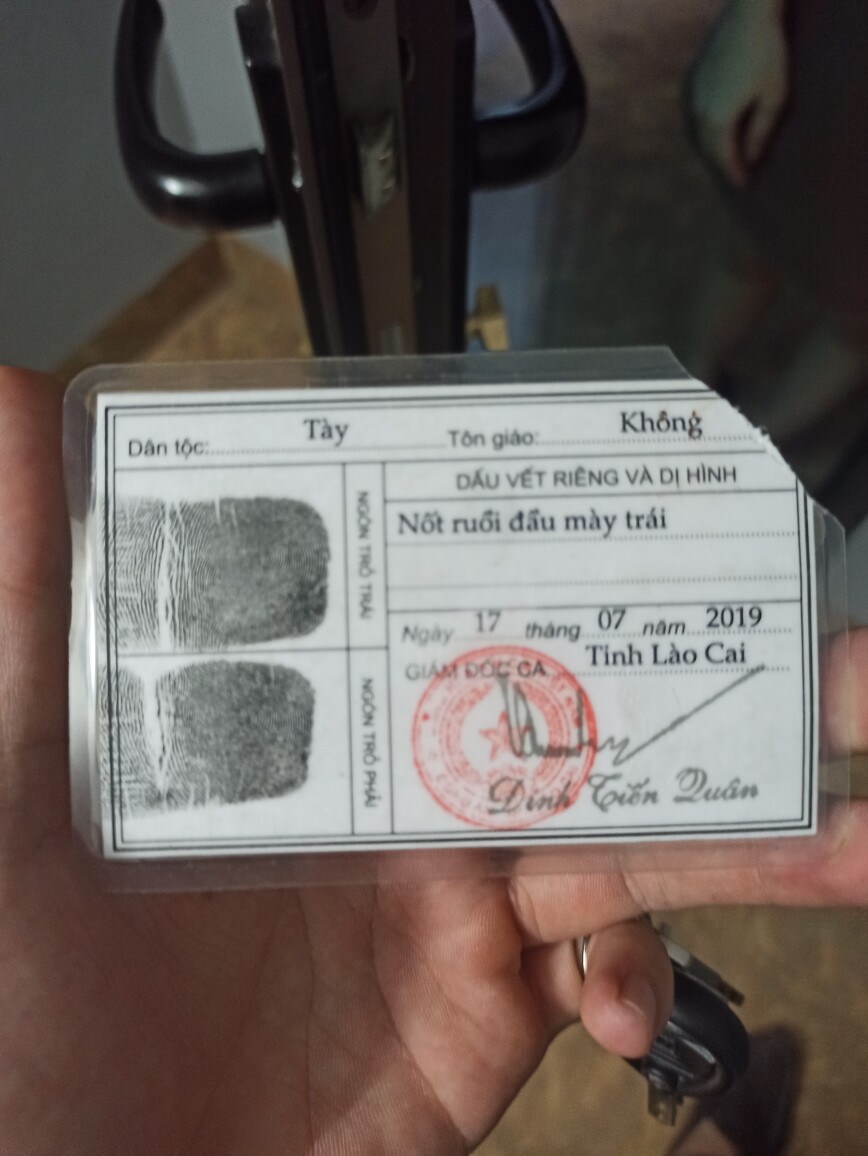 Dân tộc: Tày Tôn giáo: Không
DẤU VẾT RIÊNG VÀ DỊ HÌNH
Nốt ruồi đầu mày trái
NGÓN TRỎ TRÁI
Ngày 17 tháng 07 năm 2019
GIÁM ĐỐC CA Tỉnh Lào Cai
NGÓN TRỎ PHẢI
Đinh Tiến Quân